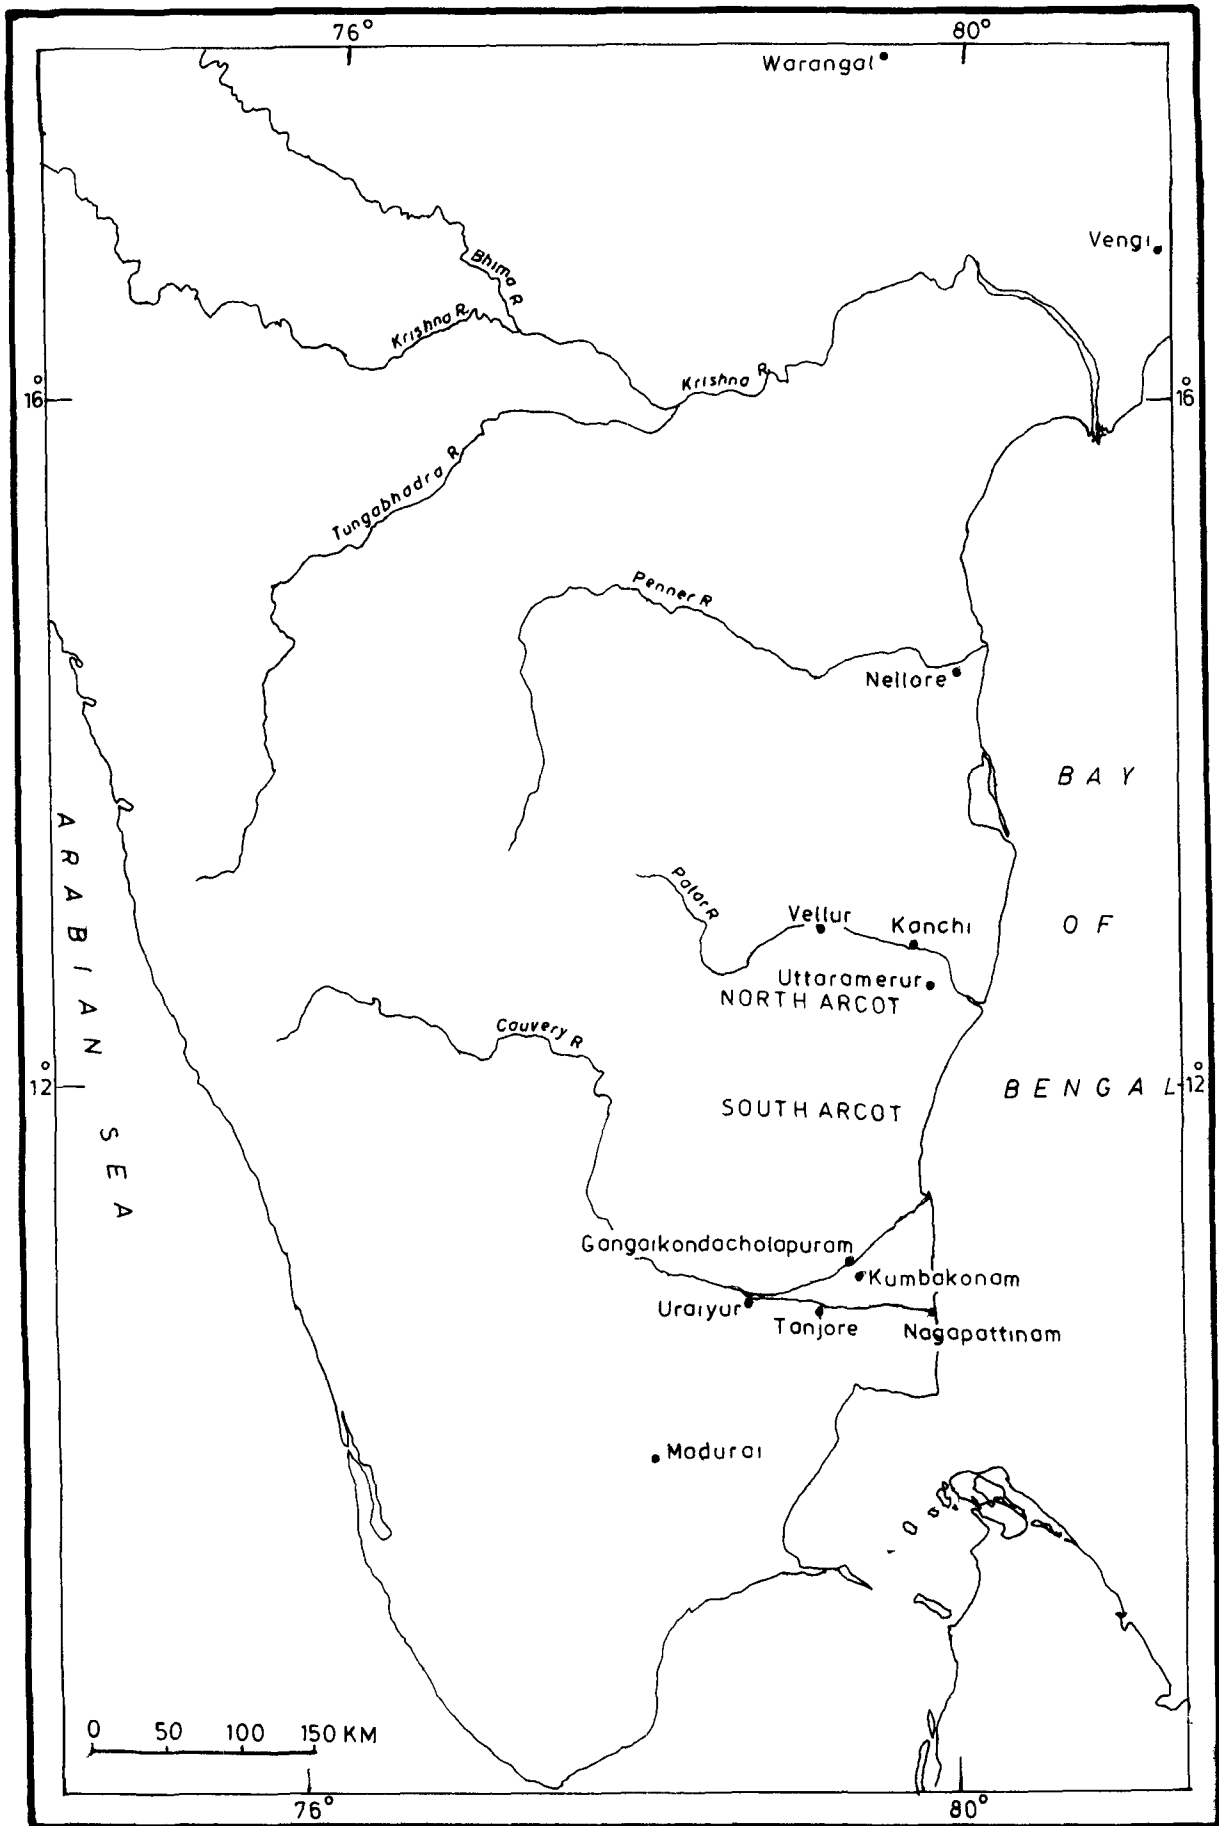 76°
80°
Warangal
Vengi
Bhima R
Krishna R
Krishna R
16°
16°
Tungabhadra R
Penner R
Nellore
BAY
ARABIAN SEA
Palar R
Vellur
Kanchi
OF
Uttaramerur
NORTH ARCOT
Cauvery R
12°
BENGAL
12°
SOUTH ARCOT
Gangaikondacholapuram
Kumbakonam
Uraiyur
Tanjore
Nagapattinam
Madurai
0 50 100 150 KM
76°
80°